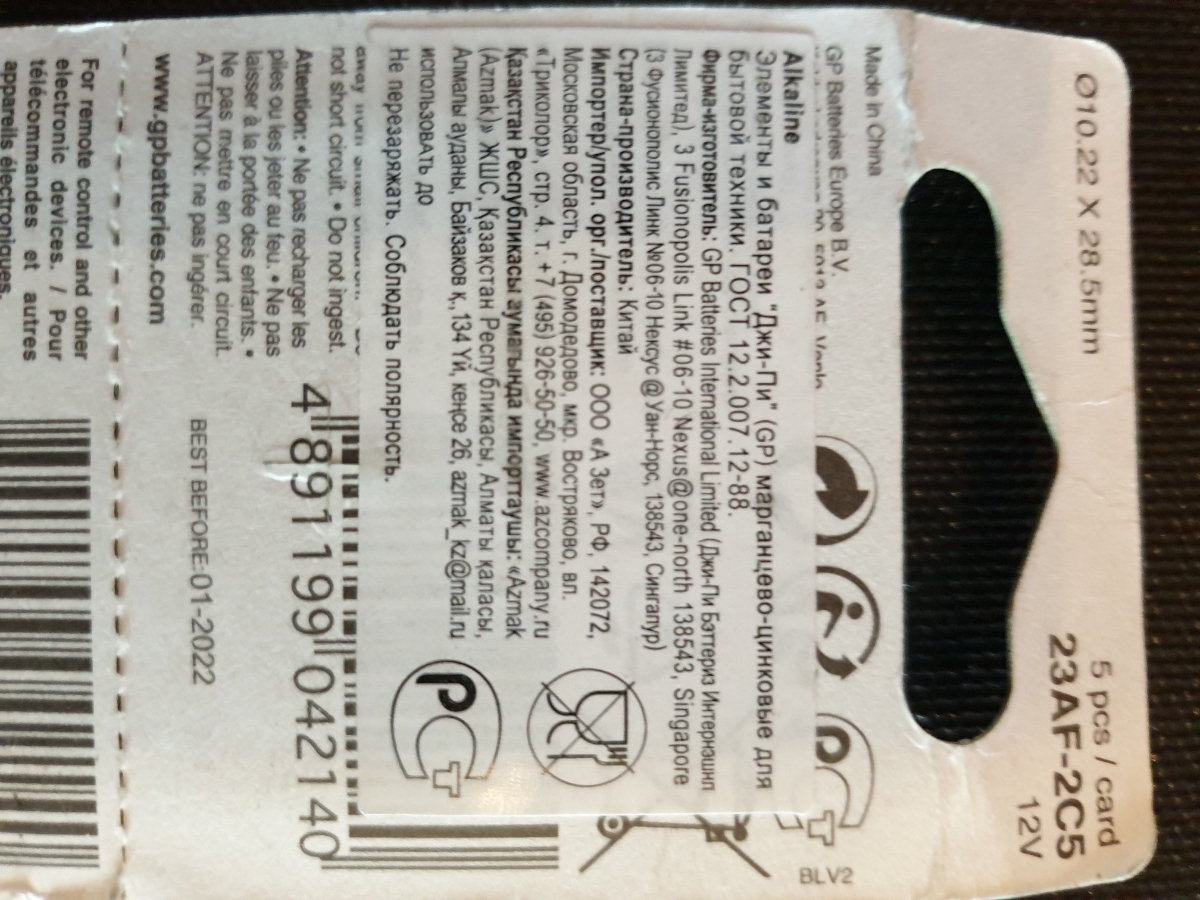 Ø10.22 X 28.5mm
5 pcs / card
23AF-2C5
12V
Made in China
GP Batteries Europe B.V.
BLV2
Alkaline
Элементы и батареи "Джи-Пи" (GP) марганцево-цинковые для
бытовой техники. ГОСТ 12.2.007.12-88.
Фирма-изготовитель: GP Batteries International Limited (Джи-Пи Бэттериз Интернэшнл
Лимитед), 3 Fusionopolis Link #06-10 Nexus@one-north 138543, Singapore
(3 Фусионополис Линк №06-10 Нексус@Уан-Норс, 138543, Сингапур)
Страна-производитель: Китай
Импортер/упол. орг./поставщик: ООО «А Зет», РФ, 142072,
Московская область, г. Домодедово, мкр. Востряково, вл.
«Триколор», стр. 4. т. +7 (495) 926-50-50, www.azcompany.ru
Қазақстан Республикасы аумағында импорттаушы: «Azmak
(Azmak)» ЖШС, Қазақстан Республикасы, Алматы қаласы,
Алмалы ауданы, Байзаков к., 134 Үй, кеңсе 26, azmak_kz@mail.ru
использовать до
Не перезаряжать. Соблюдать полярность.
РСТ
not short circuit. • Do not ingest.
Attention: • Ne pas recharger les
piles ou les jeter au feu. • Ne pas
laisser à la portée des enfants. •
Ne pas mettre en court circuit.
ATTENTION: ne pas ingérer.
4 891199 042140
BEST BEFORE:01-2022
www.gpbatteries.com
For remote control and other
electronic devices. / Pour
télécommandes et autres
appareils électroniques.